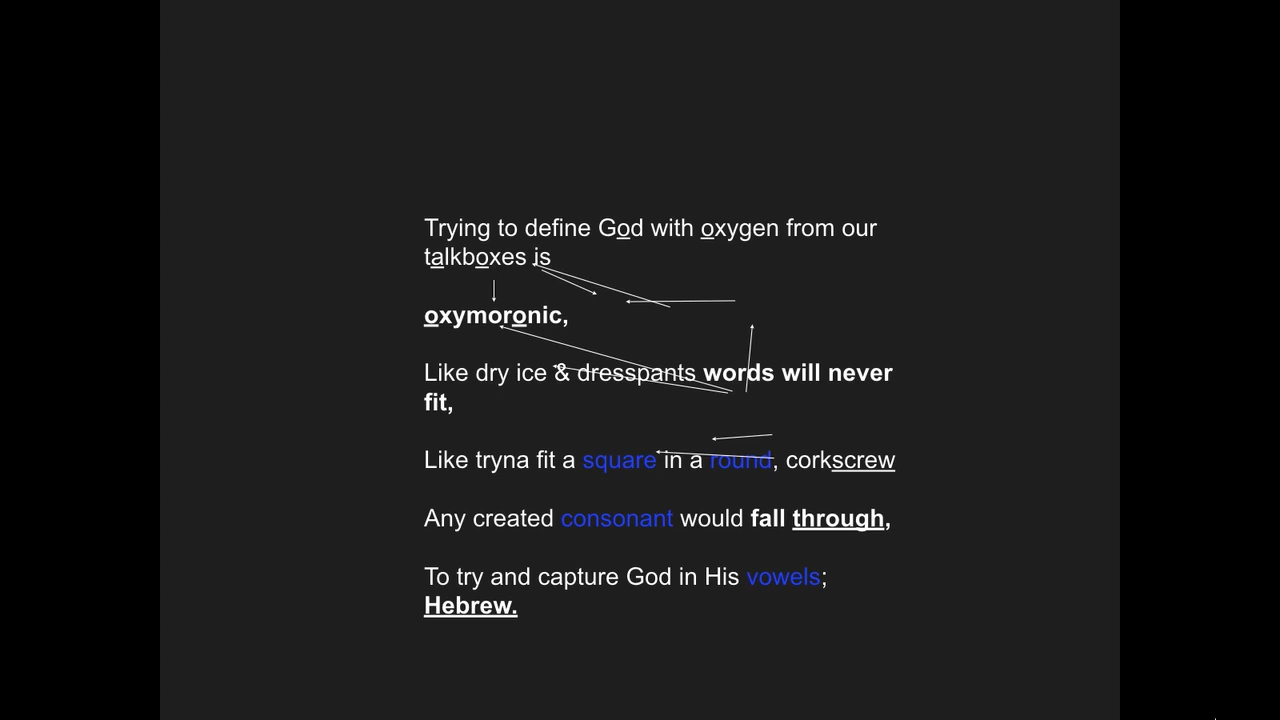 Trying to define God with oxygen from our
talkboxes is
oxymoronic,
Like dry ice & dresspants words will never
fit,
Like tryna fit a square in a round, corkscrew
Any created consonant would fall through,
To try and capture God in His vowels;
Hebrew.